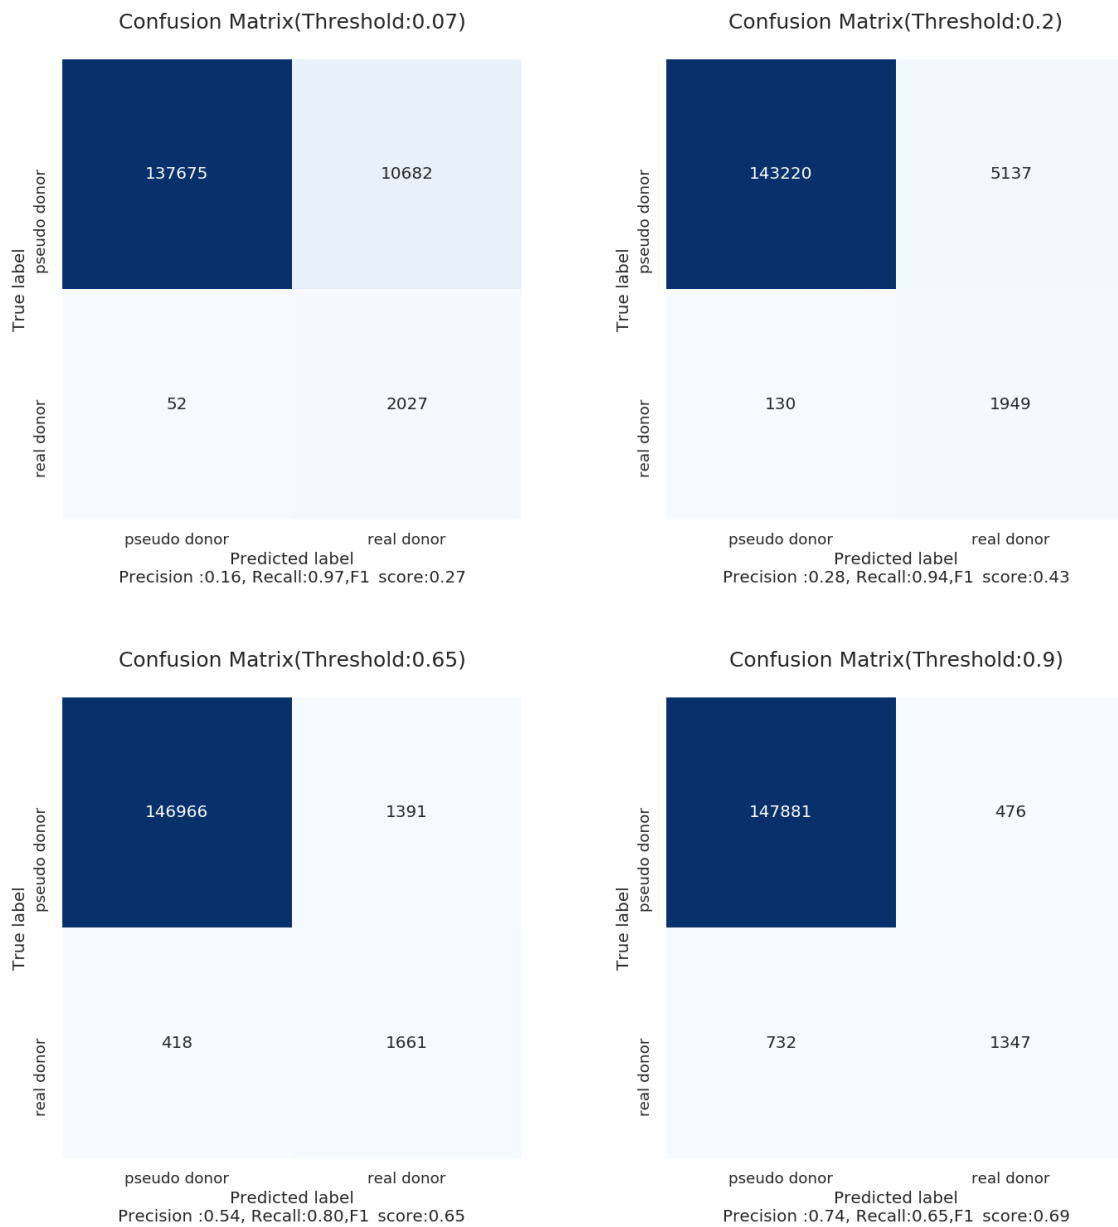 Confusion Matrix(Threshold:0.07)
True label
pseudo donor
137675
10682
real donor
52
2027
pseudo donor
real donor
Predicted label
Precision :0.16, Recall:0.97,F1 score:0.27
Confusion Matrix(Threshold:0.2)
True label
pseudo donor
143220
5137
real donor
130
1949
pseudo donor
real donor
Predicted label
Precision :0.28, Recall:0.94,F1 score:0.43
Confusion Matrix(Threshold:0.65)
True label
pseudo donor
146966
1391
real donor
418
1661
pseudo donor
real donor
Predicted label
Precision :0.54, Recall:0.80,F1 score:0.65
Confusion Matrix(Threshold:0.9)
True label
pseudo donor
147881
476
real donor
732
1347
pseudo donor
real donor
Predicted label
Precision :0.74, Recall:0.65,F1 score:0.69